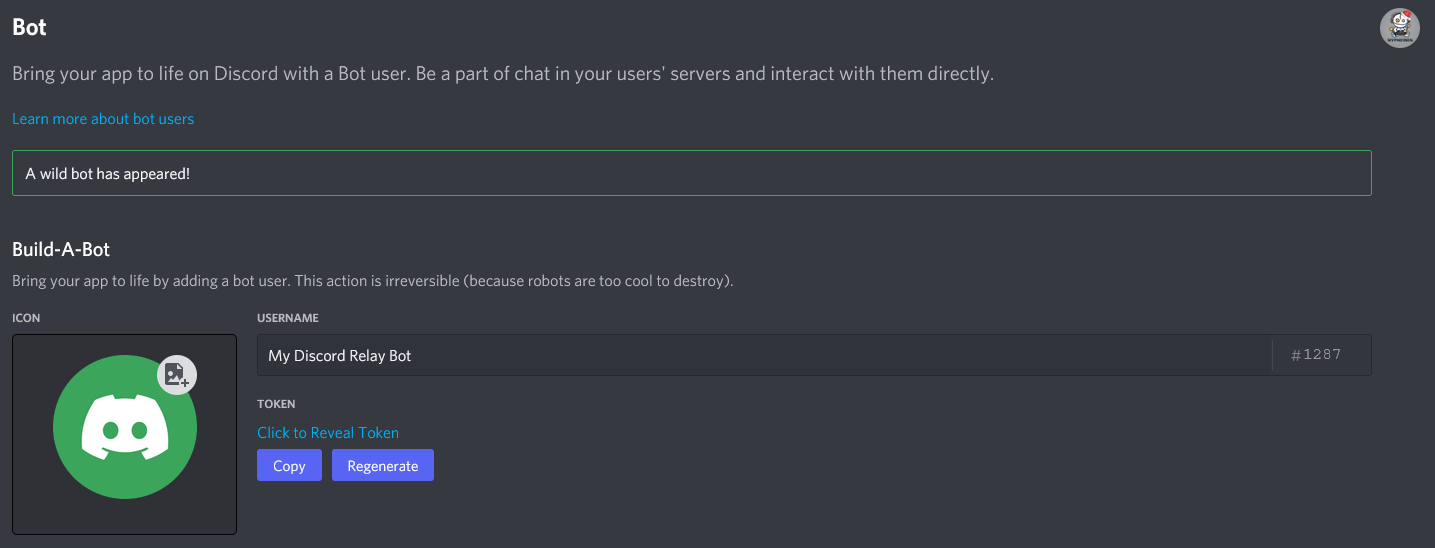 Bot
Bring your app to life on Discord with a Bot user. Be a part of chat in your users' servers and interact with them directly.
Learn more about bot users
A wild bot has appeared!
Build-A-Bot
Bring your app to life by adding a bot user. This action is irreversible (because robots are too cool to destroy).
ICON
USERNAME
My Discord Relay Bot
#1287
TOKEN
Click to Reveal Token
Copy
Regenerate